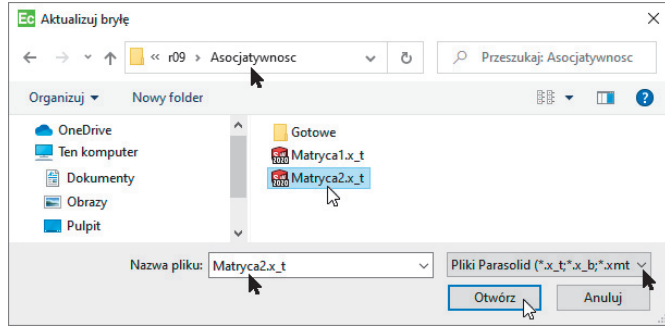 Ec Aktualizuj bryłę
« r09 › Asocjatywnosc
Przeszukaj: Asocjatywnosc
Organizuj Nowy folder
OneDrive
Ten komputer
Dokumenty
Obrazy
Pulpit
Gotowe
Matryca1.x_t
Matryca2.x_t
Nazwa pliku: Matryca2.x_t
Pliki Parasolid (*.x_t;*.x_b;*.xmt
Otwórz Anuluj